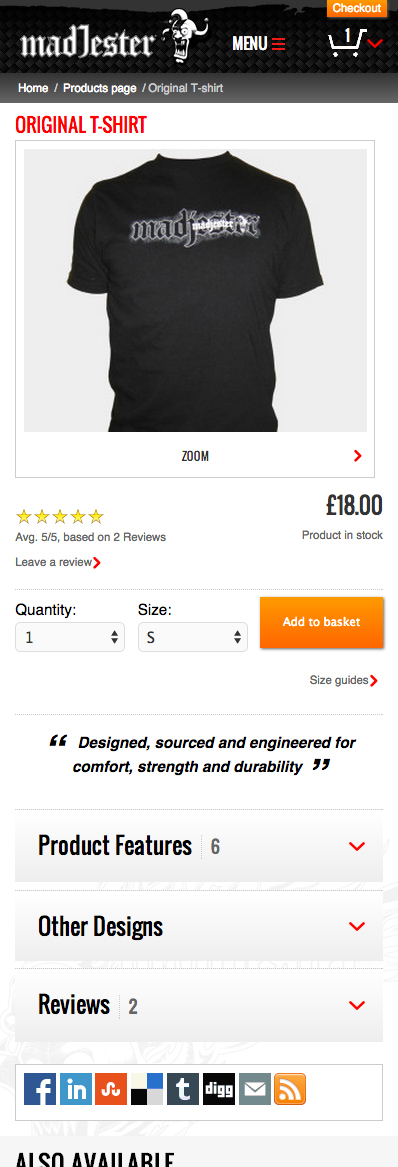 Checkout
madJester
MENU
1
Home / Products page / Original T-shirt
ORIGINAL T-SHIRT
madjester
madjester
ZOOM
£18.00
Avg. 5/5, based on 2 Reviews
Product in stock
Leave a review
Quantity: Size:
1 S Add to basket
Size guides
“ Designed, sourced and engineered for
comfort, strength and durability ”
Product Features 6
Other Designs
Reviews 2
f in t digg
ALSO AVAILABLE